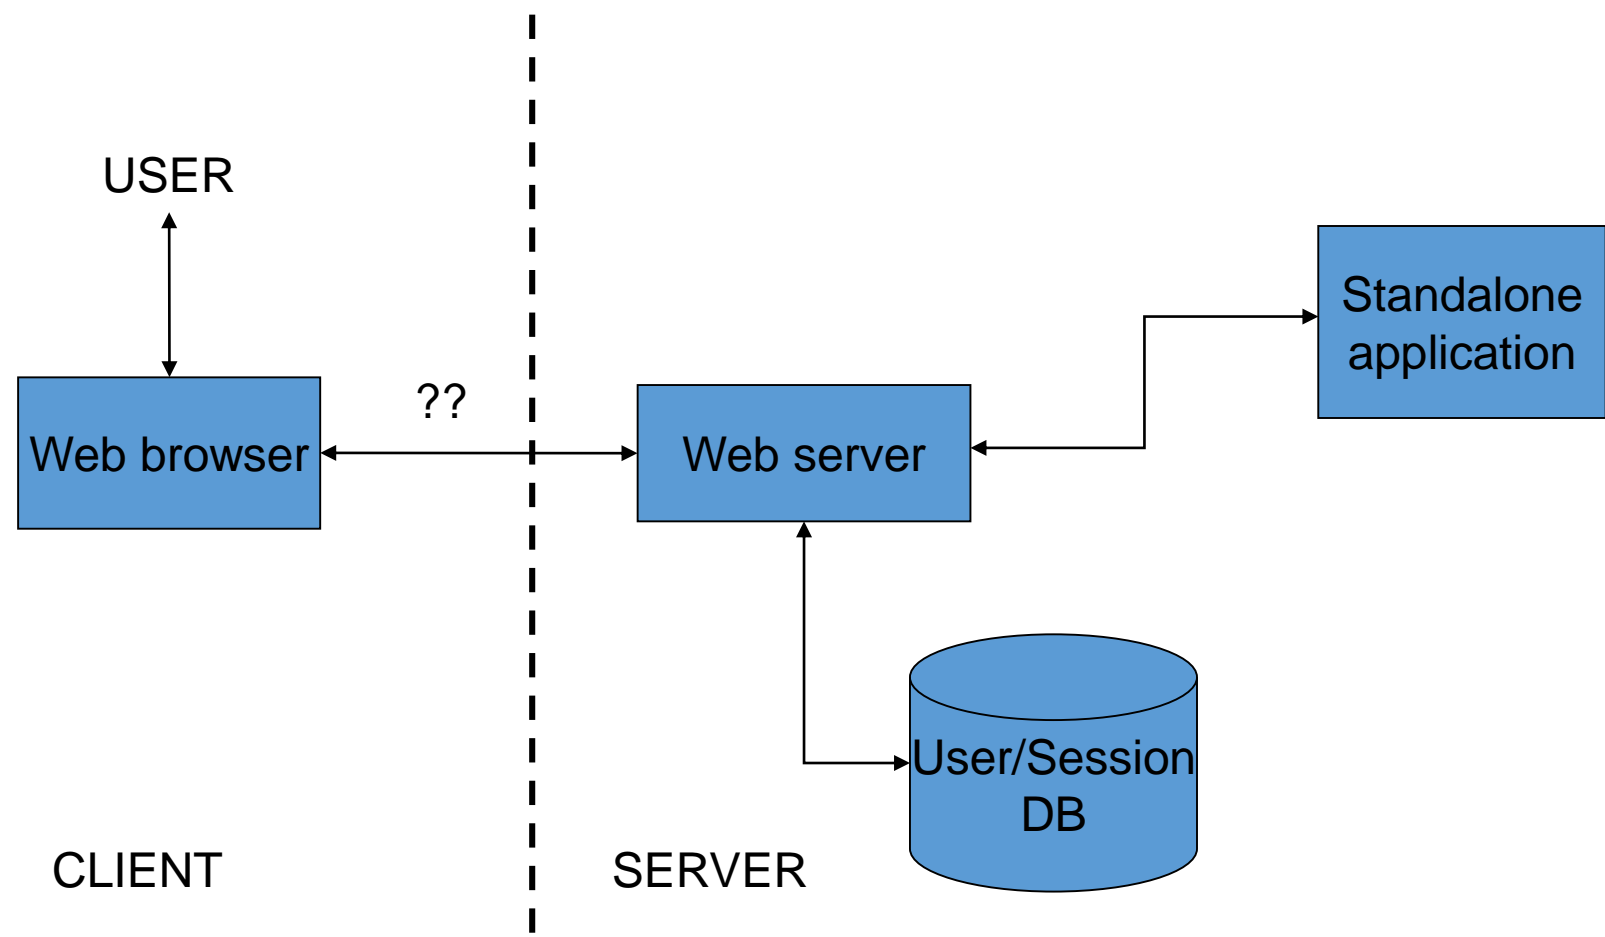 USER
Standalone
application
??
Web browser
Web server
User/Session
DB
CLIENT
SERVER